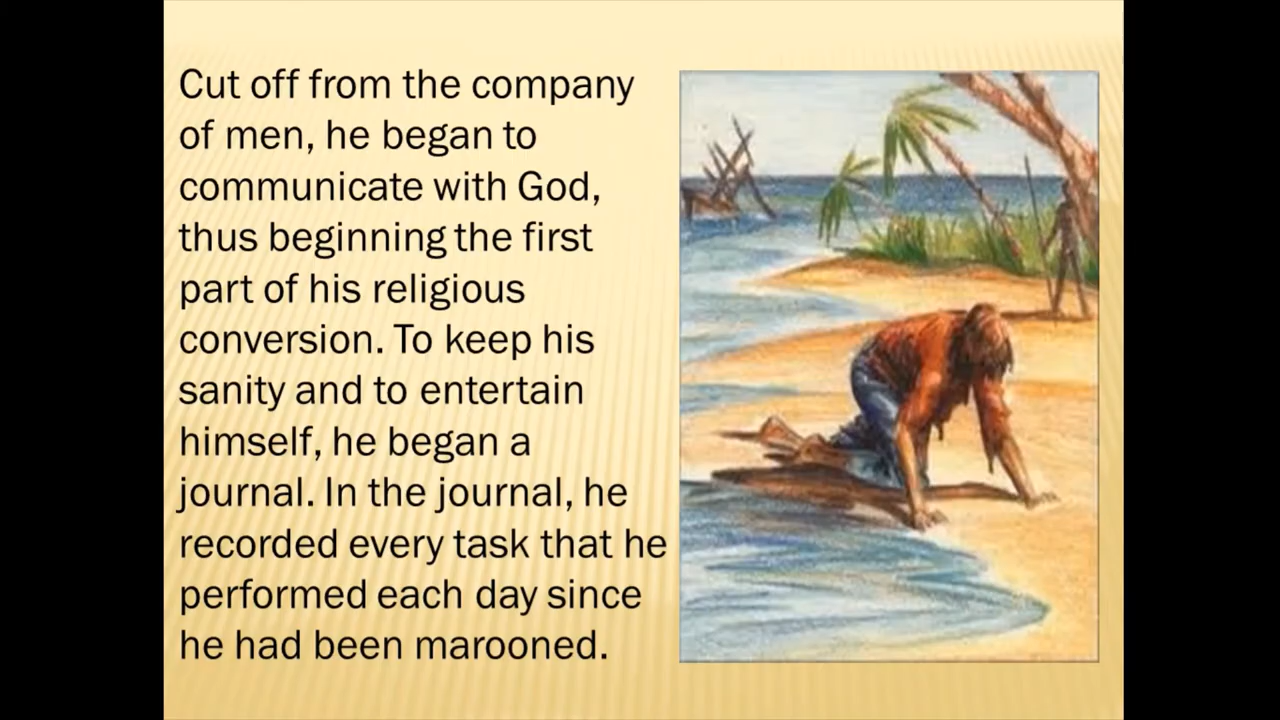 Cut off from the company
of men, he began to
communicate with God,
thus beginning the first
part of his religious
conversion. To keep his
sanity and to entertain
himself, he began a
journal. In the journal, he
recorded every task that he
performed each day since
he had been marooned.